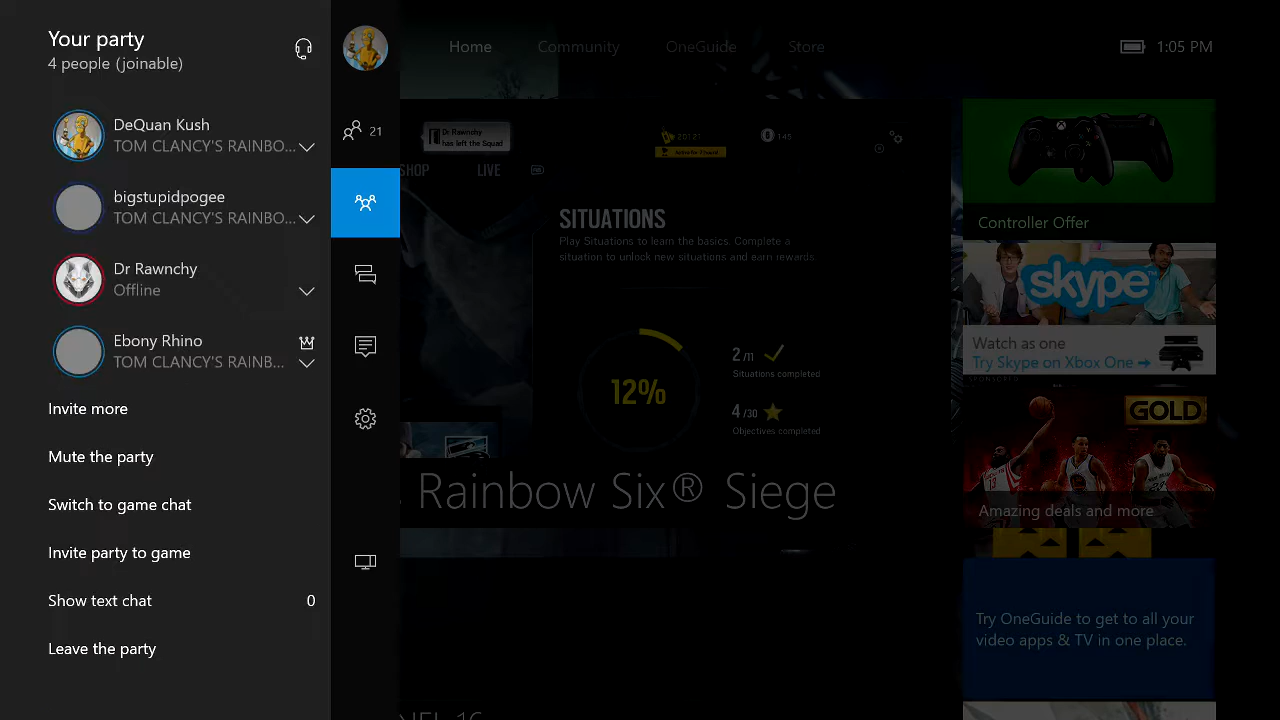 Your party
4 people (joinable)
DeQuan Kush
TOM CLANCY'S RAINBO...
bigstupidpogee
TOM CLANCY'S RAINBO...
Dr Rawnchy
Offline
Ebony Rhino
TOM CLANCY'S RAINB...
Invite more
Mute the party
Switch to game chat
Invite party to game
Show text chat 0
Leave the party
21
Home Community OneGuide Store 1:05 PM
Dr Rawnchy
has left the Squad
145
SHOP LIVE
SITUATIONS
Play Situations to learn the basics. Complete a
situation to unlock new situations and earn rewards.
12%
2/11
Situations completed
4/30
Objectives completed
Rainbow Six® Siege
Controller Offer
skype™
Watch as one
Try Skype on Xbox One
SPONSORED
GOLD
Amazing deals and more
Try OneGuide to get to all your
video apps & TV in one place.